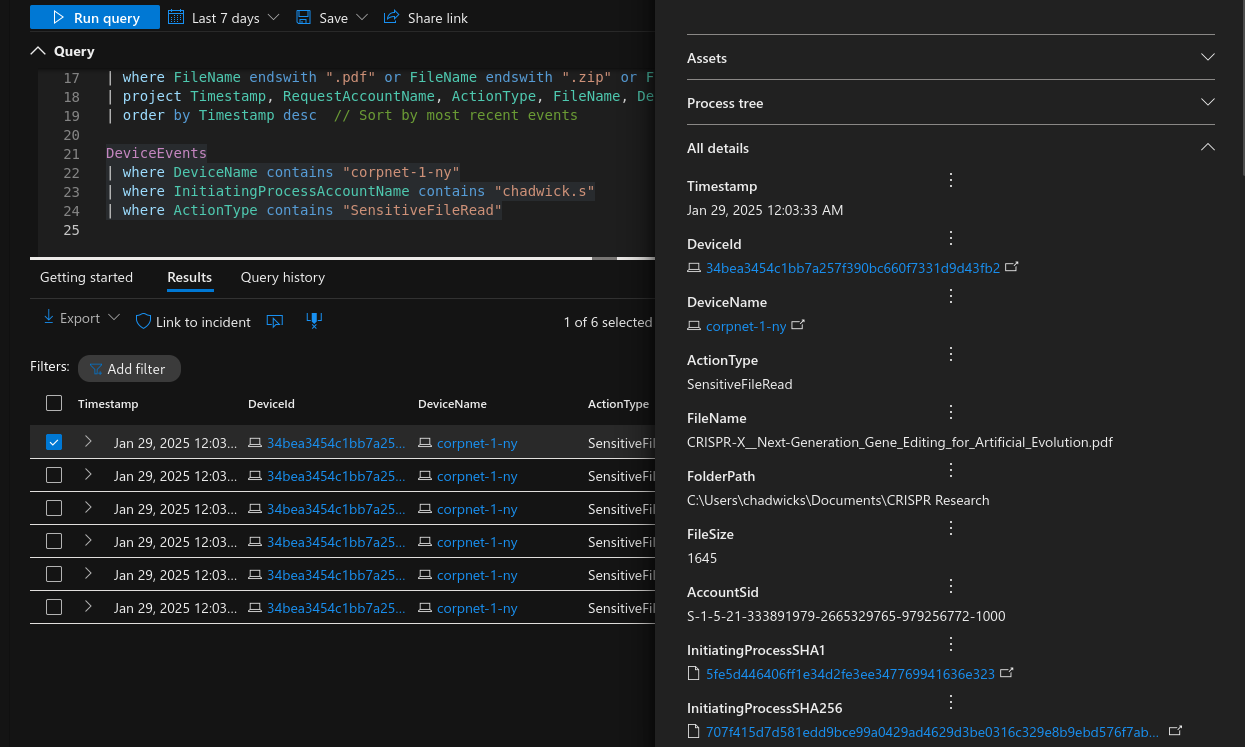 Run query Last 7 days Save Share link
Query
17 | where FileName endswith ".pdf" or FileName endswith ".zip" or F
18 | project Timestamp, RequestAccountName, ActionType, FileName, De
19 | order by Timestamp desc // Sort by most recent events
20
21 DeviceEvents
22 | where DeviceName contains "corpnet-1-ny"
23 | where InitiatingProcessAccountName contains "chadwick.s"
24 | where ActionType contains "SensitiveFileRead"
25
Getting started Results Query history
Export Link to incident 1 of 6 selected
Filters: Add filter
Timestamp DeviceId DeviceName ActionType
Jan 29, 2025 12:03... 34bea3454c1bb7a25... corpnet-1-ny SensitiveFil
Jan 29, 2025 12:03... 34bea3454c1bb7a25... corpnet-1-ny SensitiveFil
Jan 29, 2025 12:03... 34bea3454c1bb7a25... corpnet-1-ny SensitiveFil
Jan 29, 2025 12:03... 34bea3454c1bb7a25... corpnet-1-ny SensitiveFil
Jan 29, 2025 12:03... 34bea3454c1bb7a25... corpnet-1-ny SensitiveFil
Jan 29, 2025 12:03... 34bea3454c1bb7a25... corpnet-1-ny SensitiveFil
Assets
Process tree
All details
Timestamp
Jan 29, 2025 12:03:33 AM
DeviceId
34bea3454c1bb7a257f390bc660f7331d9d43fb2
DeviceName
corpnet-1-ny
ActionType
SensitiveFileRead
FileName
CRISPR-X__Next-Generation_Gene_Editing_for_Artificial_Evolution.pdf
FolderPath
C:\Users\chadwicks\Documents\CRISPR Research
FileSize
1645
AccountSid
S-1-5-21-333891979-2665329765-979256772-1000
InitiatingProcessSHA1
5fe5d446406ff1e34d2fe3ee347769941636e323
InitiatingProcessSHA256
707f415d7d581edd9bce99a0429ad4629d3be0316c329e8b9ebd576f7ab...